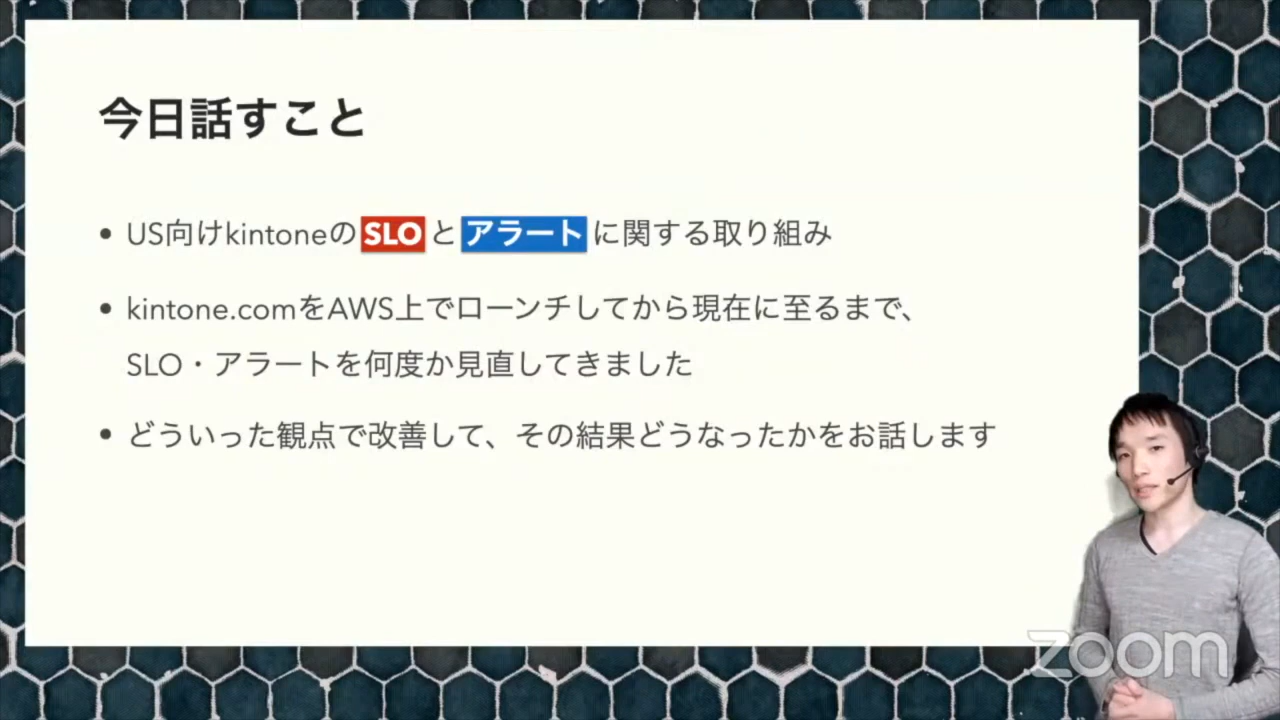 今日話すこと
• US向けkintoneのSLOとアラートに関する取り組み
• kintone.comをAWS上でローンチしてから現在に至るまで、
SLO・アラートを何度か見直してきました
• どういった観点で改善して、その結果どうなったかをお話します
zoom